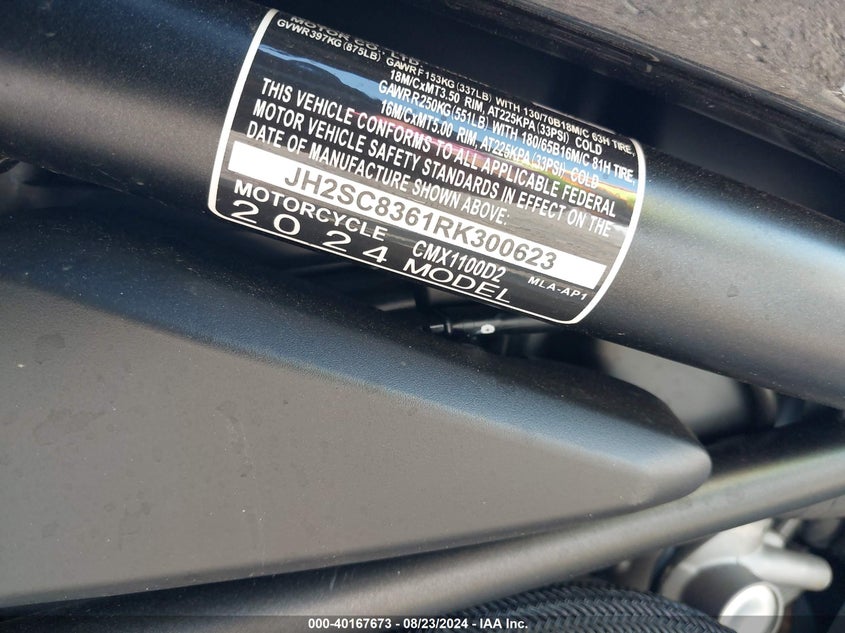 MOTOR CO., LTD.
GVWR397KG(875LB) GAWR F153KG(337LB) WITH 130/70B18M/C 63H TIRE,
18M/CxMT3.50 RIM, AT225KPA(33PSI) COLD
GAWR R250KG(551LB) WITH 180/65B16M/C 81H TIRE,
16M/CxMT5.00 RIM, AT225KPA(33PSI) COLD
THIS VEHICLE CONFORMS TO ALL APPLICABLE FEDERAL
MOTOR VEHICLE SAFETY STANDARDS IN EFFECT ON THE
DATE OF MANUFACTURE SHOWN ABOVE:
JH2SC8361RK300623
MOTORCYCLE CMX1100D2
2024 MODEL MLA-AP1
000-40167673 / 08/23/2024 - IAA Inc.